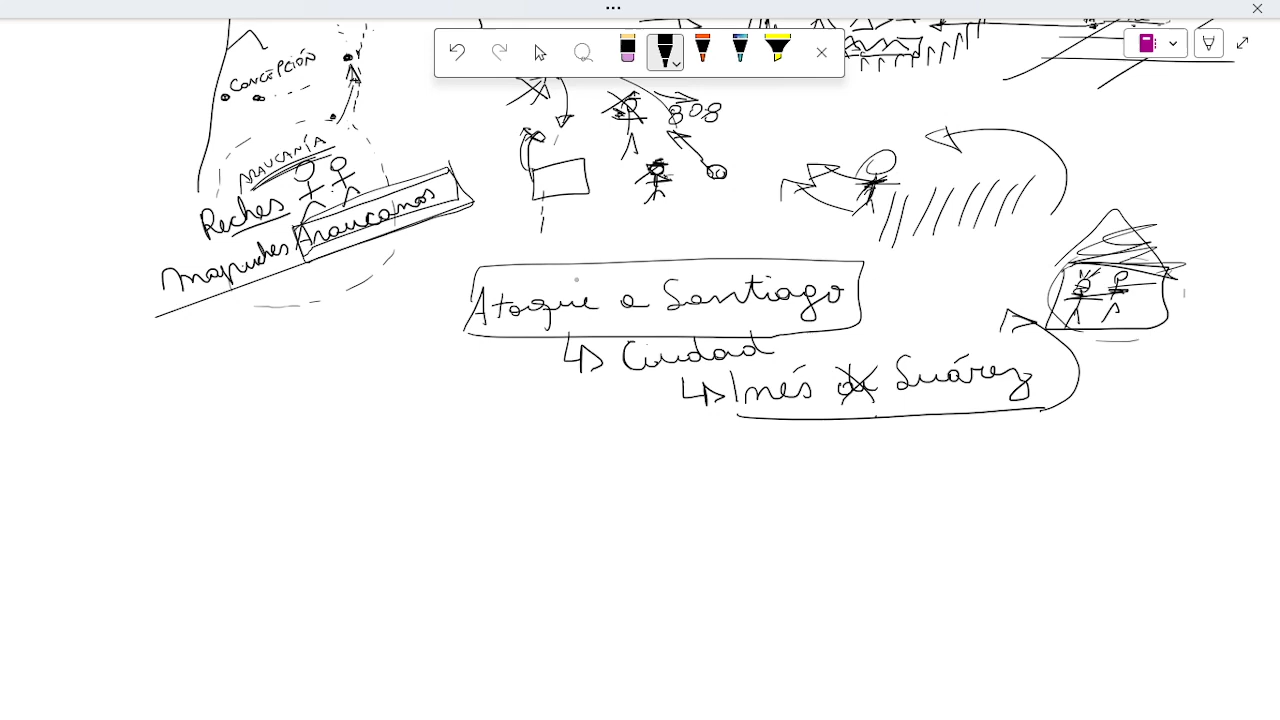 CONCEPCIÓN
ARAUCANÍA
Reches
Mapuches Araucanos
Ataque a Santiago
Ciudad
Inés de Suárez